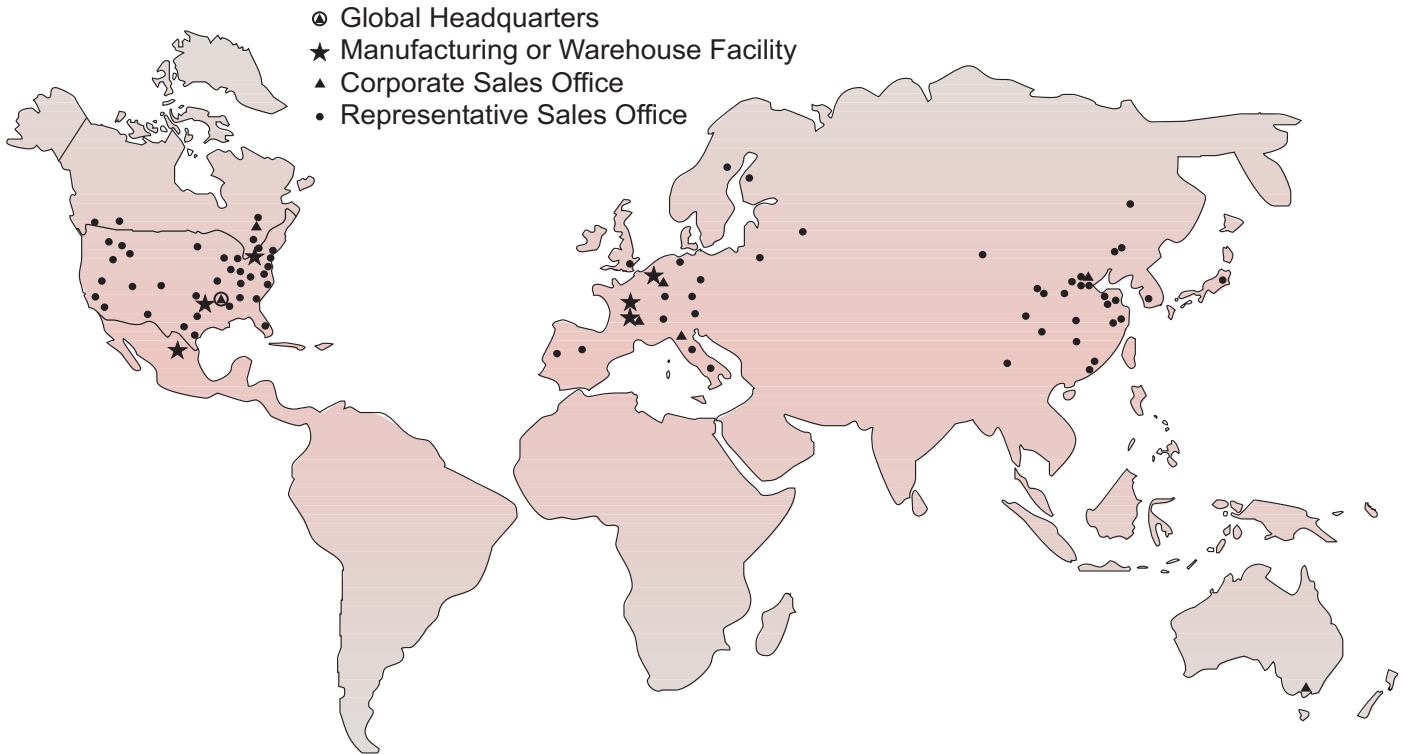 Global Headquarters
Manufacturing or Warehouse Facility
Corporate Sales Office
Representative Sales Office